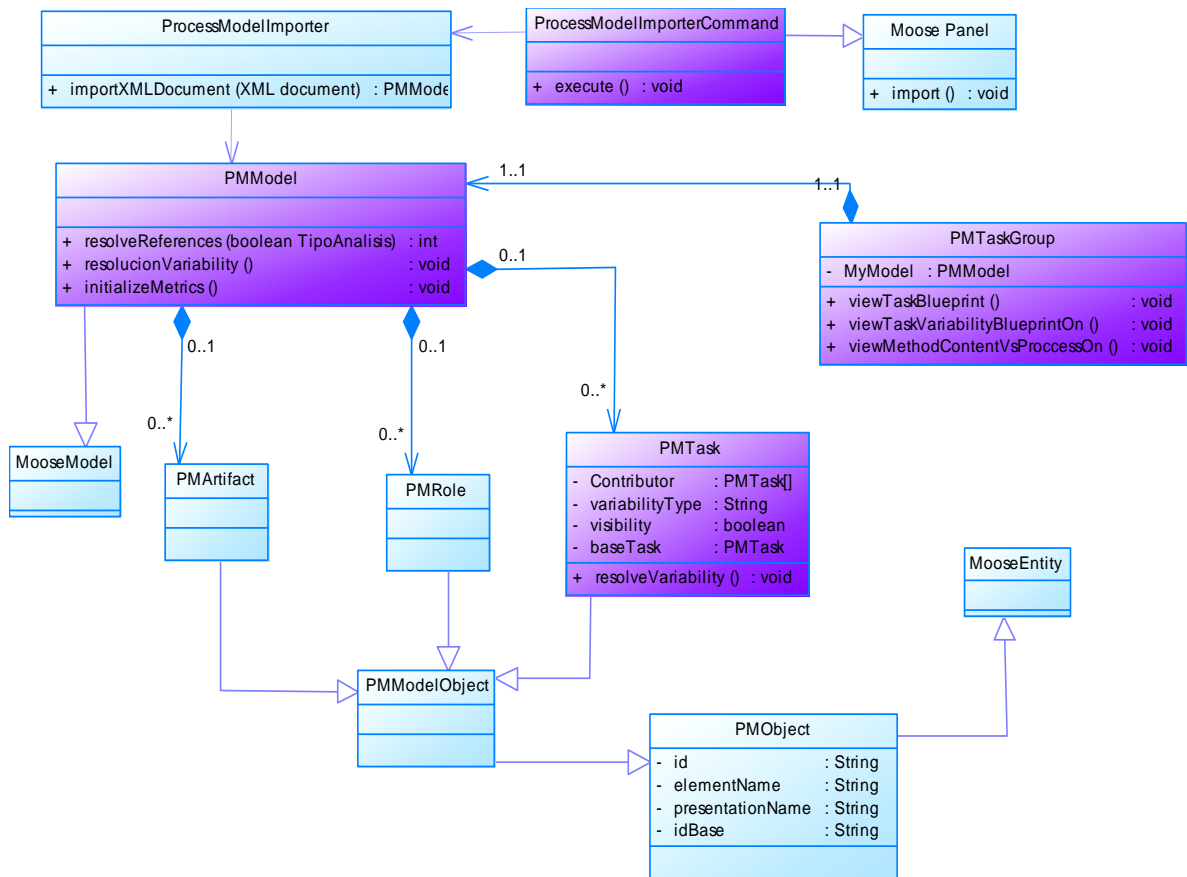 ProcessModelImporter
+ importXMLDocument (XML document) : PMMode
ProcessModelImporterCommand
+ execute () : void
Moose Panel
+ import () : void
PMModel
+ resolveReferences (boolean TipoAnalisis) : int
+ resolucionVariability () : void
+ initializeMetrics () : void
1..1
1..1
PMTaskGroup
- MyModel : PMModel
+ viewTaskBlueprint () : void
+ viewTaskVariabilityBlueprintOn () : void
+ viewMethodContentVsProccessOn () : void
0..1
0..1
0..1
0..*
0..*
0..*
MooseModel
PMArtifact
PMRole
PMTask
- Contributor : PMTask[]
- variabilityType : String
- visibility : boolean
- baseTask : PMTask
+ resolveVariability () : void
MooseEntity
PMModelObject
PMObject
- id : String
- elementName : String
- presentationName : String
- idBase : String